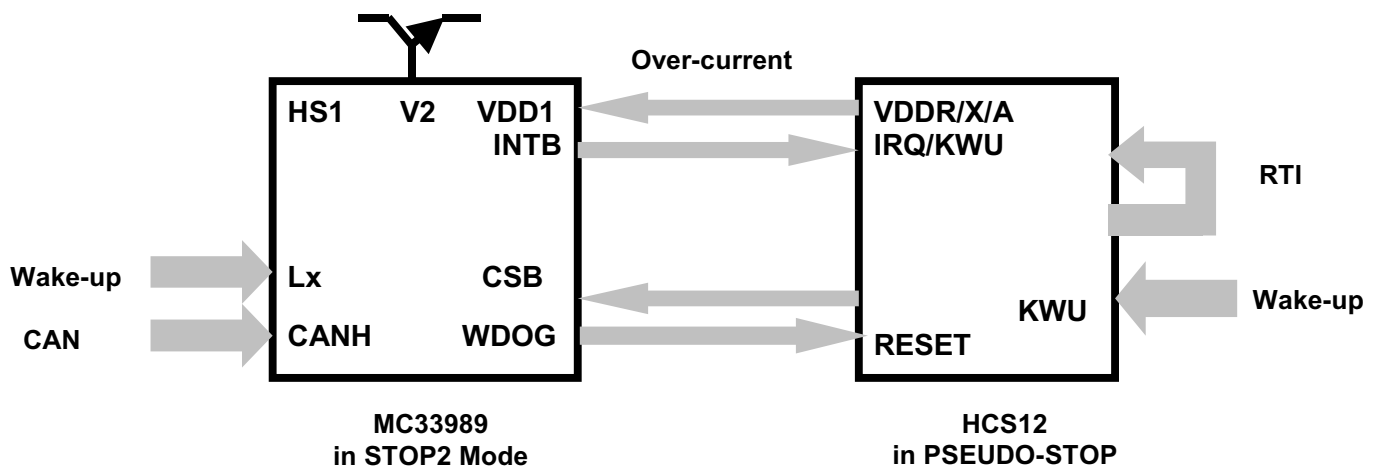 Over-current
HS1 V2 VDD1
INTB
VDDR/X/A
IRQ/KWU
RTI
Wake-up
Lx
CSB
KWU
Wake-up
CAN
CANH
WDOG
RESET
MC33989
in STOP2 Mode
HCS12
in PSEUDO-STOP